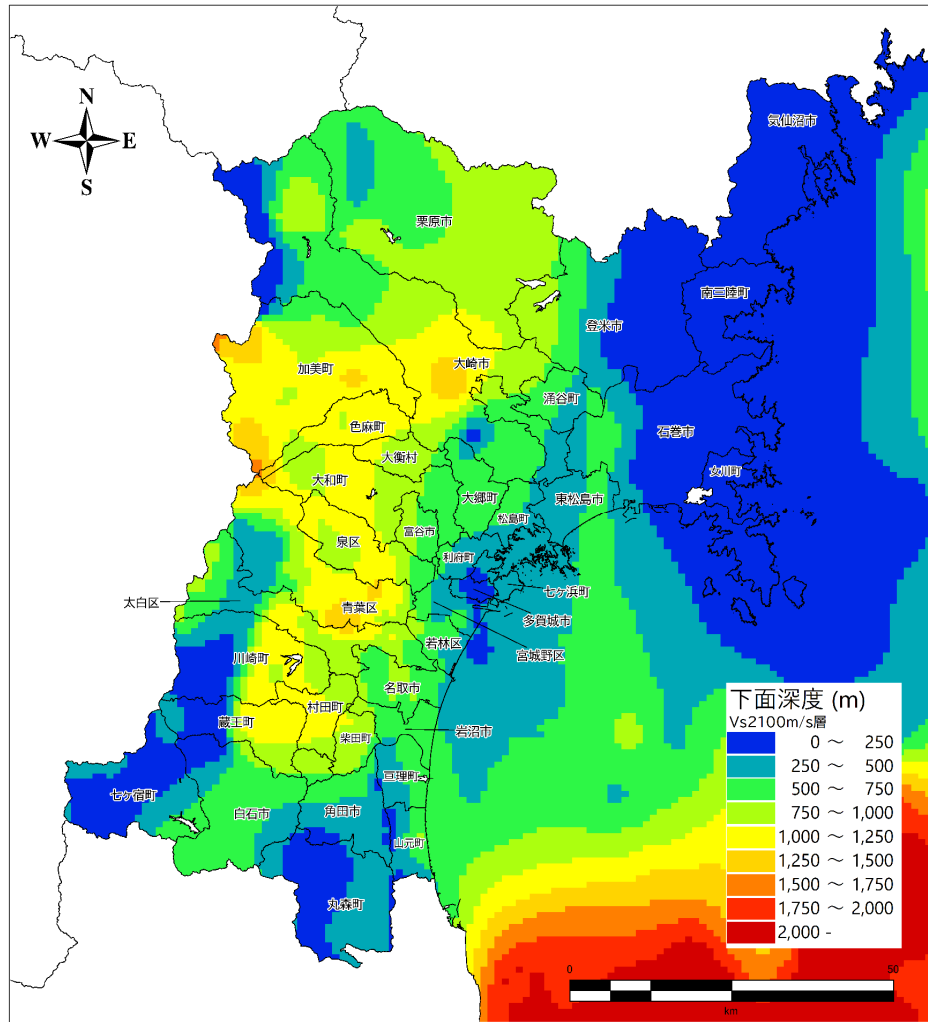 N
W E
S
気仙沼市
栗原市
南三陸町
登米市
大崎市
加美町
涌谷町
色麻町
石巻市
大衡村
女川町
大和町
大郷町
東松島市
松島町
富谷市
泉区
利府町
七ヶ浜町
太白区
青葉区
多賀城市
若林区
宮城野区
川崎町
名取市
村田町
蔵王町
岩沼市
柴田町
亘理町
七ケ宿町
白石市
角田市
山元町
丸森町
下面深度 (m)
Vs2100m/s層
0 ～ 250
250 ～ 500
500 ～ 750
750 ～ 1,000
1,000 ～ 1,250
1,250 ～ 1,500
1,500 ～ 1,750
1,750 ～ 2,000
2,000 -
0 50
km